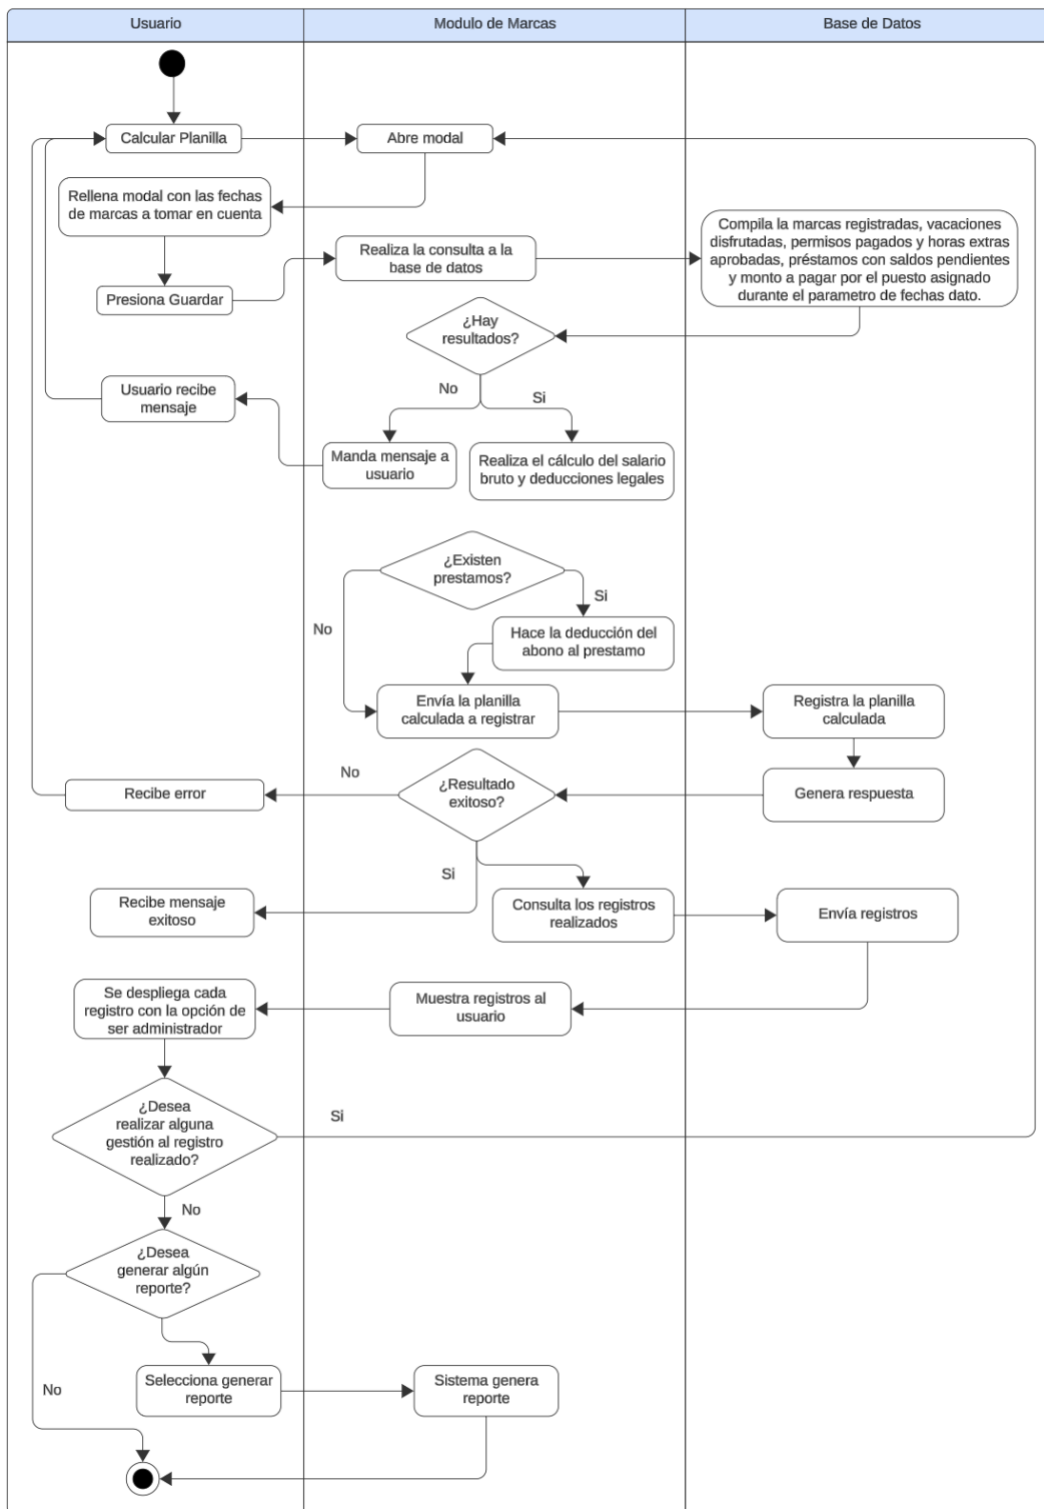 Usuario
Modulo de Marcas
Base de Datos
Calcular Planilla
Abre modal
Rellena modal con las fechas
de marcas a tomar en cuenta
Compila la marcas registradas, vacaciones
disfrutadas, permisos pagados y horas extras
aprobadas, préstamos con saldos pendientes
y monto a pagar por el puesto asignado
durante el parametro de fechas dato.
Realiza la consulta a la
base de datos
Presiona Guardar
¿Hay
resultados?
No
Si
Usuario recibe
mensaje
Manda mensaje a
usuario
Realiza el cálculo del salario
bruto y deducciones legales
¿Existen
prestamos?
Si
No
Hace la deducción del
abono al prestamo
Envía la planilla
calculada a registrar
Registra la planilla
calculada
No
¿Resultado
exitoso?
Recibe error
Genera respuesta
Si
Recibe mensaje
exitoso
Consulta los registros
realizados
Envía registros
Se despliega cada
registro con la opción de
ser administrador
Muestra registros al
usuario
¿Desea
realizar alguna
gestión al registro
realizado?
Si
No
¿Desea
generar algún
reporte?
No
Selecciona generar
reporte
Sistema genera
reporte